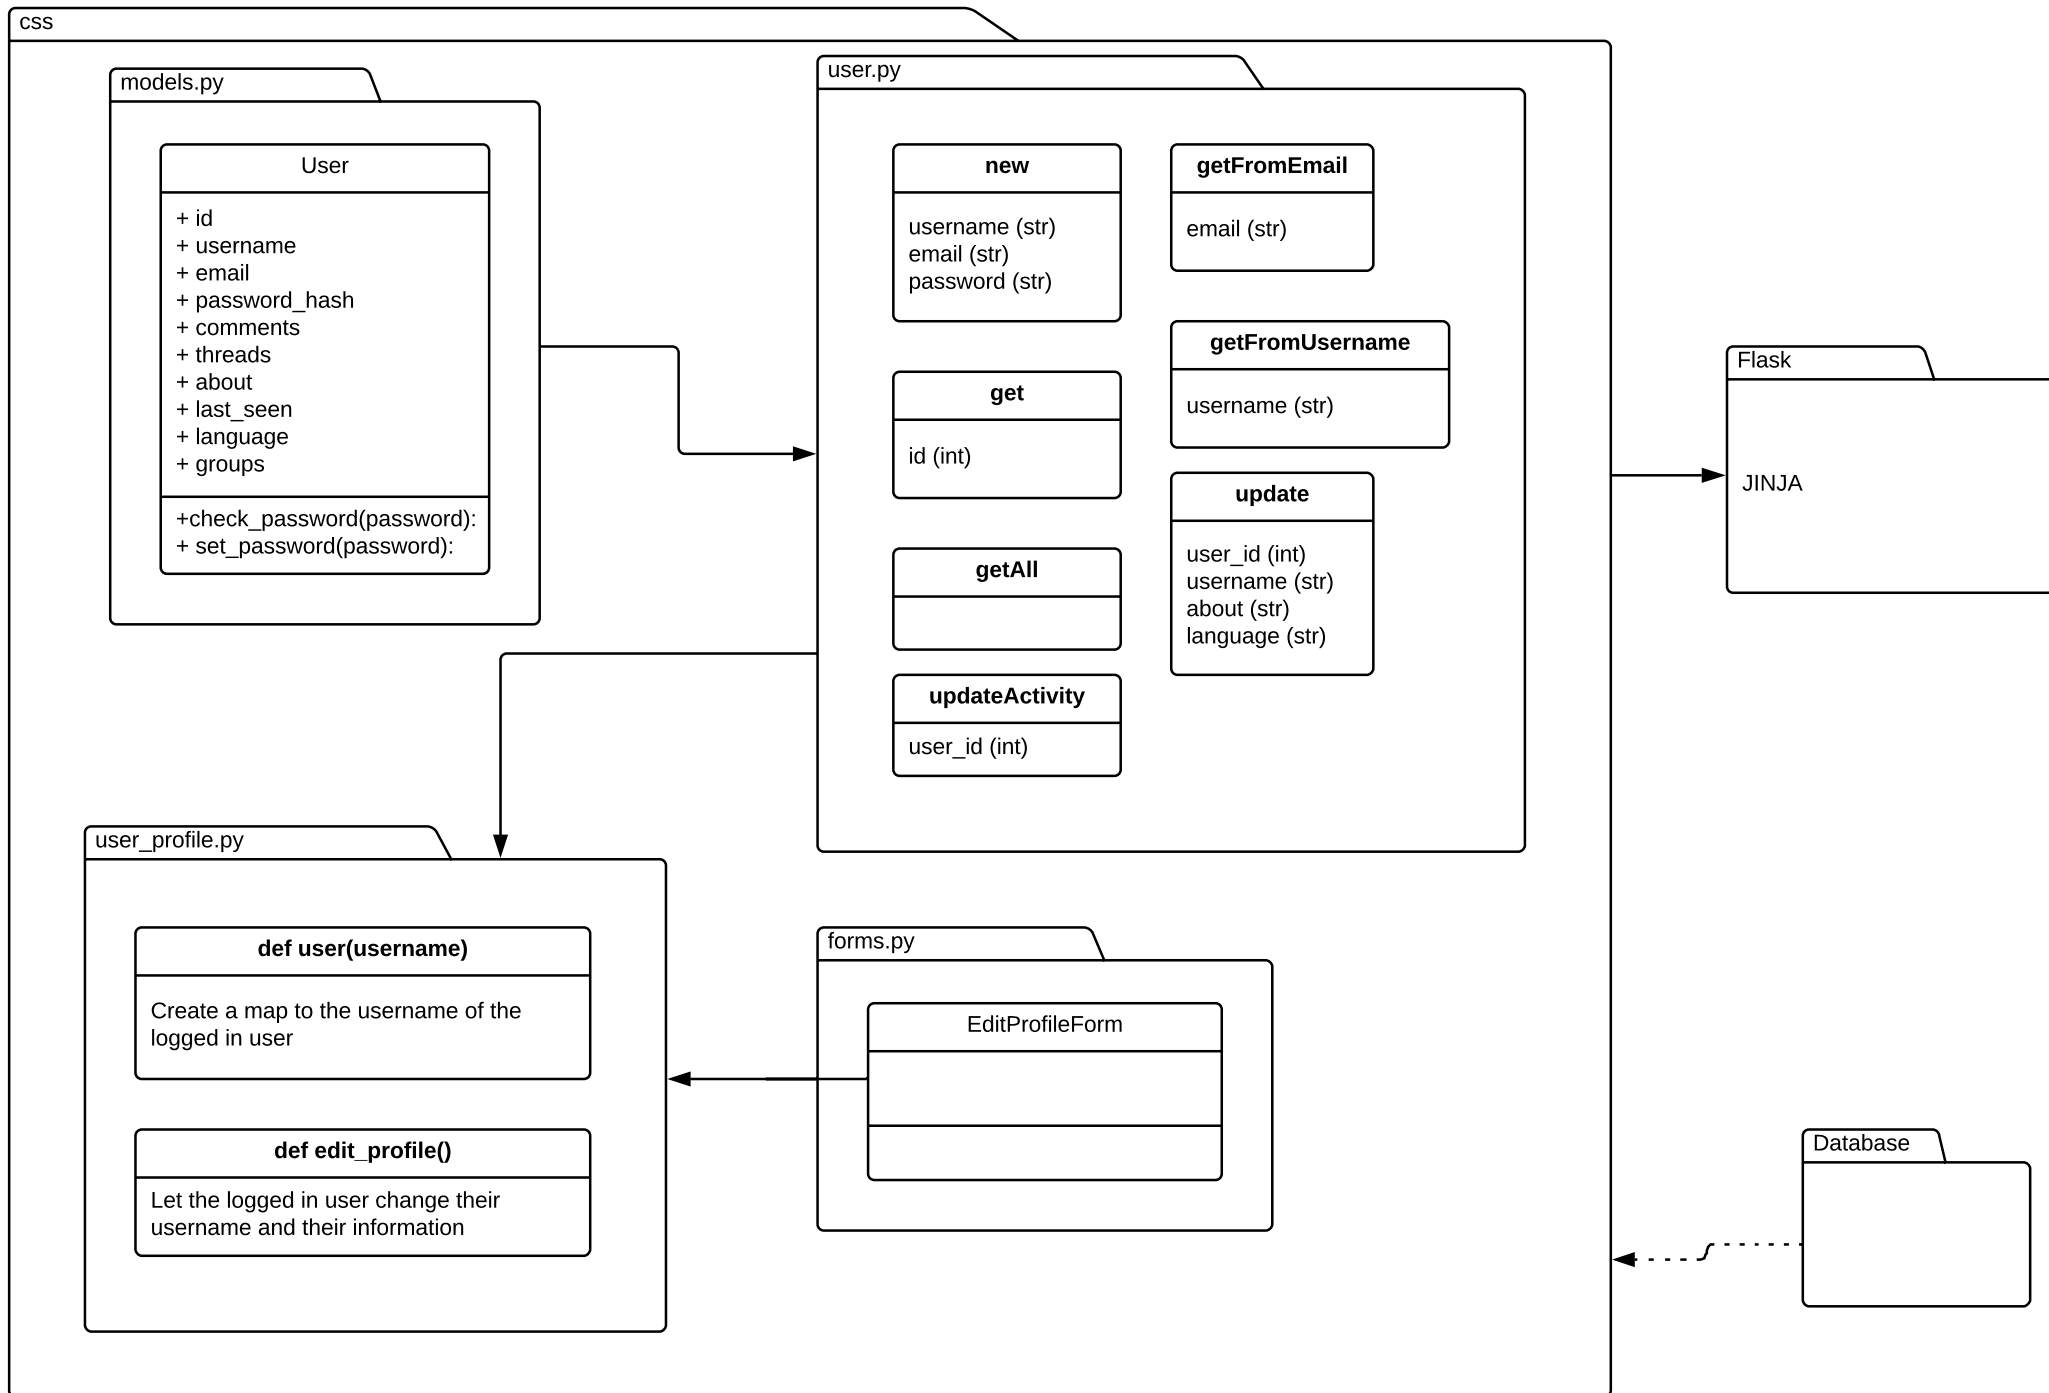 css
models.py
User
+ id
+ username
+ email
+ password_hash
+ comments
+ threads
+ about
+ last_seen
+ language
+ groups
+check_password(password):
+ set_password(password):
user.py
new
username (str)
email (str)
password (str)
getFromEmail
email (str)
getFromUsername
username (str)
get
id (int)
update
user_id (int)
username (str)
about (str)
language (str)
getAll
updateActivity
user_id (int)
Flask
JINJA
user_profile.py
def user(username)
Create a map to the username of the
logged in user
def edit_profile()
Let the logged in user change their
username and their information
forms.py
EditProfileForm
Database